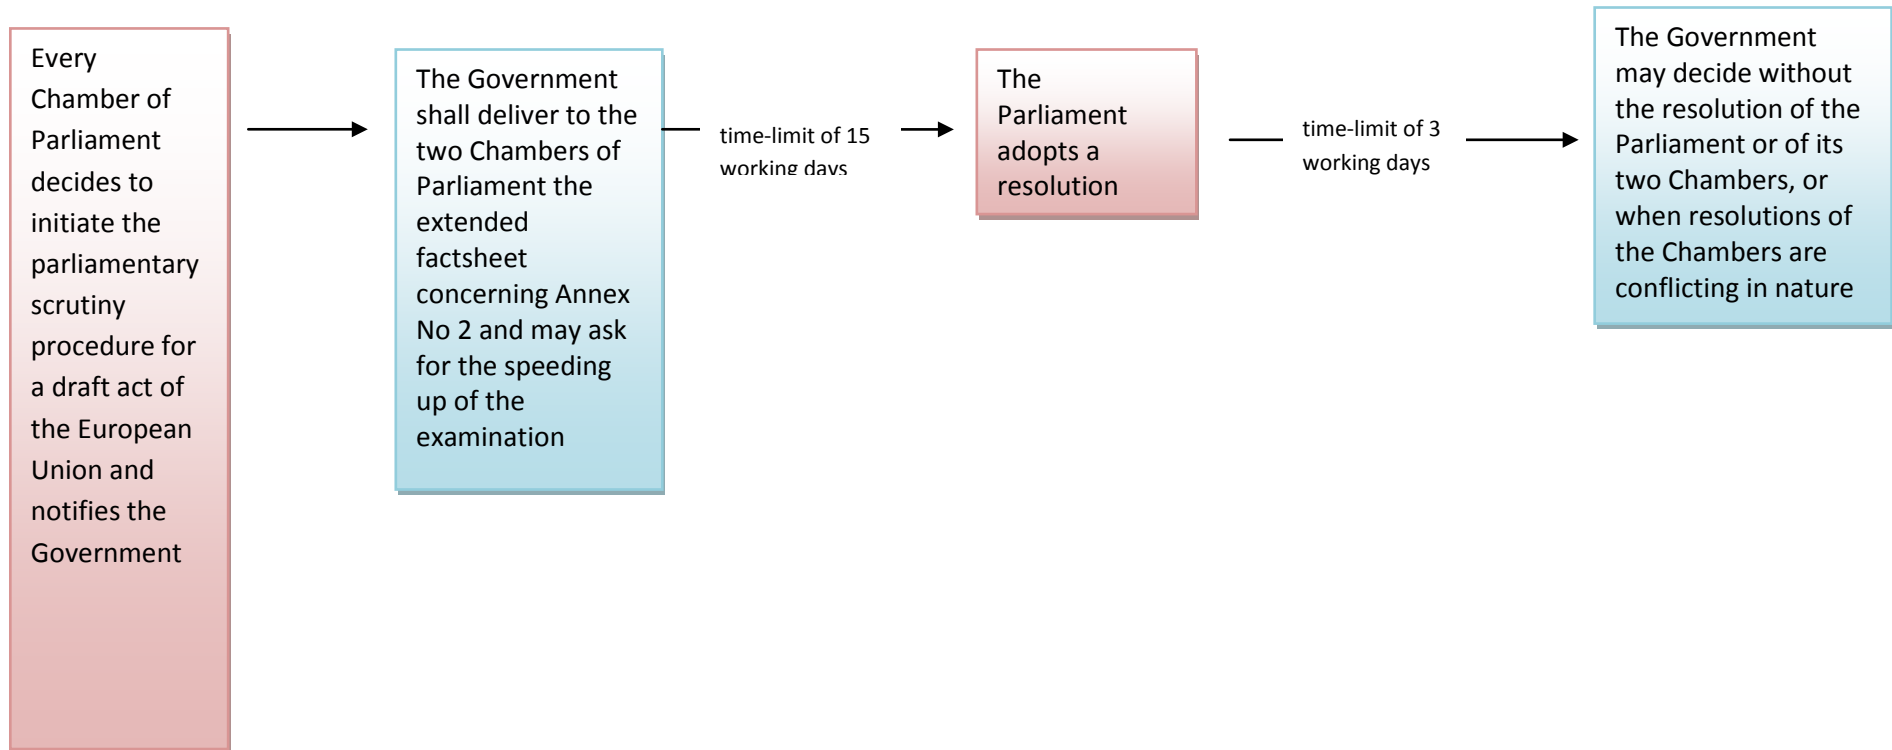 Every
Chamber of
Parliament
decides to
initiate the
parliamentary
scrutiny
procedure for
a draft act of
the European
Union and
notifies the
Government
The Government
shall deliver to the
two Chambers of
Parliament the
extended
factsheet
concerning Annex
No 2 and may ask
for the speeding
up of the
examination
time-limit of 15
working days
The
Parliament
adopts a
resolution
time-limit of 3
working days
The Government
may decide without
the resolution of the
Parliament or of its
two Chambers, or
when resolutions of
the Chambers are
conflicting in nature